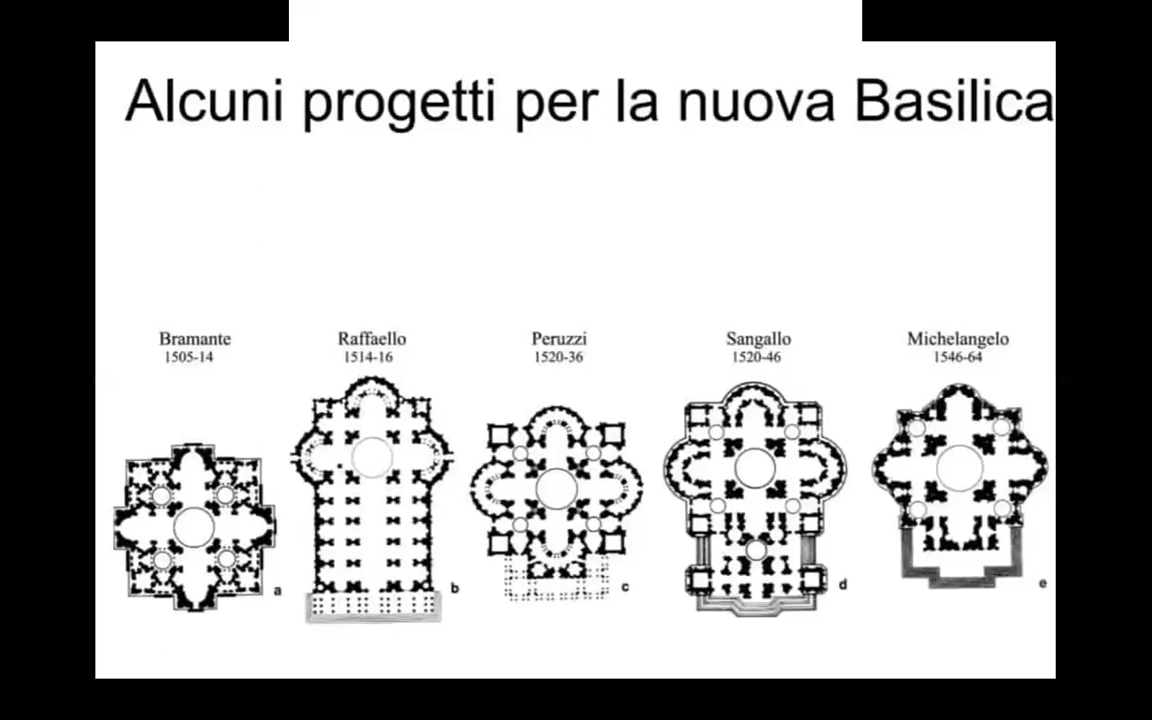 Alcuni progetti per la nuova Basilica
Bramante
1505-14
Raffaello
1514-16
Peruzzi
1520-36
Sangallo
1520-46
Michelangelo
1546-64
a
b
c
d
e